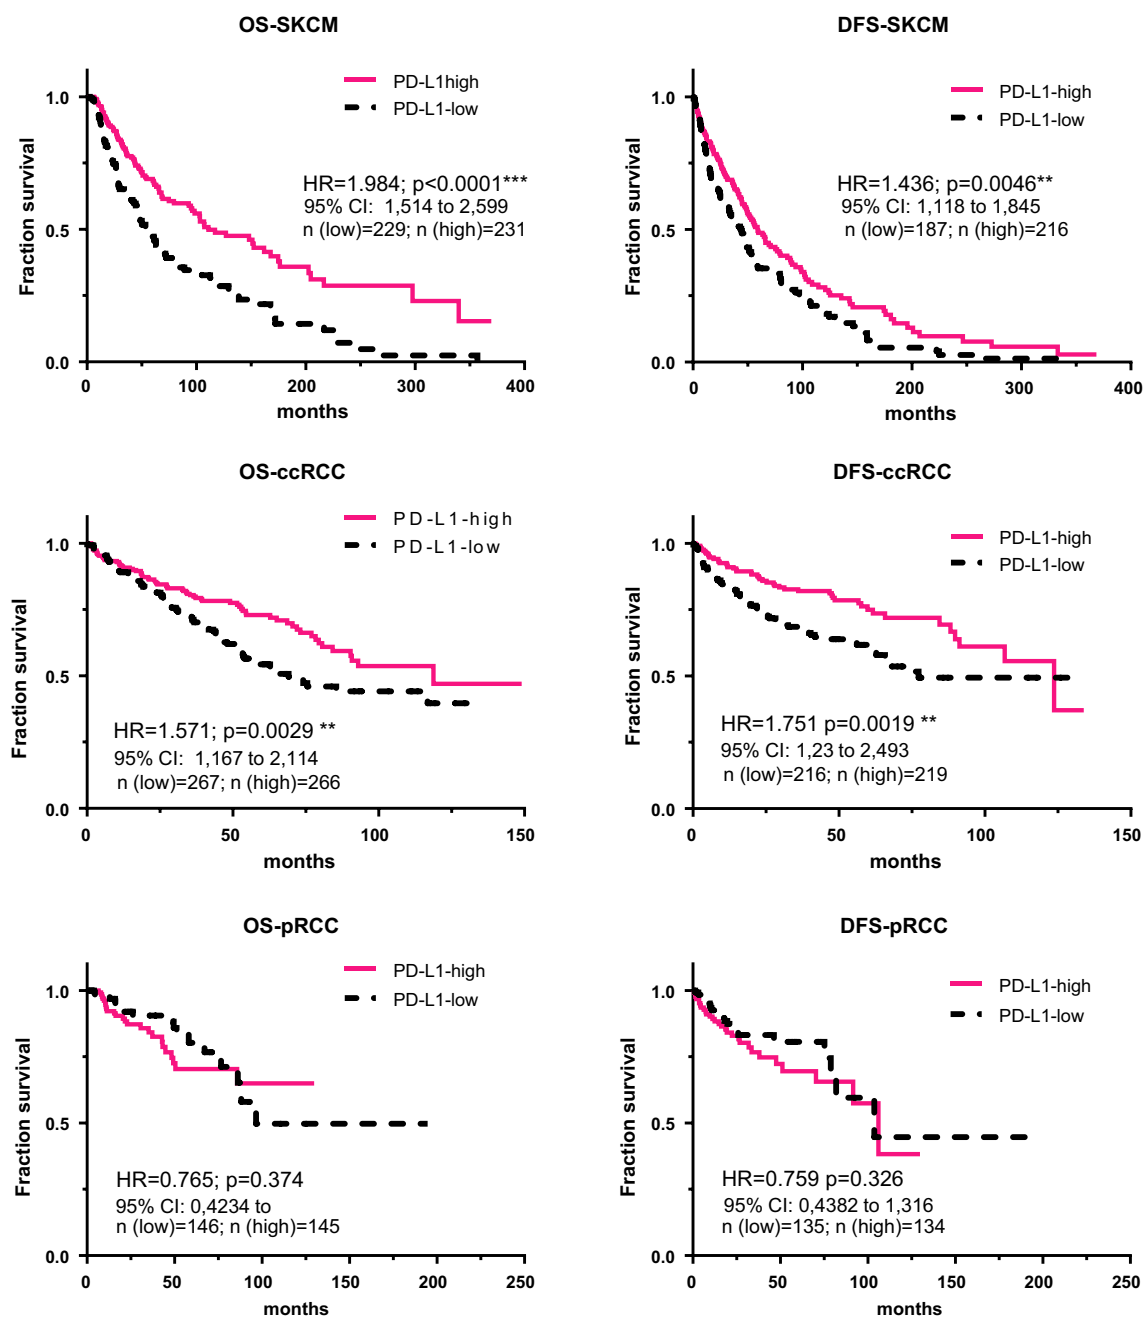 OS-SKCM
PD-L1high
PD-L1-low
1.0
0.5
0.0
Fraction survival
HR=1.984; p<0.0001***
95% CI: 1,514 to 2,599
n (low)=229; n (high)=231
0 100 200 300 400
months
DFS-SKCM
PD-L1-high
PD-L1-low
1.0
0.5
0.0
Fraction survival
HR=1.436; p=0.0046**
95% CI: 1,118 to 1,845
n (low)=187; n (high)=216
0 100 200 300 400
months
OS-ccRCC
PD-L1-high
PD-L1-low
1.0
0.5
0.0
Fraction survival
HR=1.571; p=0.0029 **
95% CI: 1,167 to 2,114
n (low)=267; n (high)=266
0 50 100 150
months
DFS-ccRCC
PD-L1-high
PD-L1-low
1.0
0.5
0.0
Fraction survival
HR=1.751 p=0.0019 **
95% CI: 1,23 to 2,493
n (low)=216; n (high)=219
0 50 100 150
months
OS-pRCC
PD-L1-high
PD-L1-low
1.0
0.5
0.0
Fraction survival
HR=0.765; p=0.374
95% CI: 0,4234 to
n (low)=146; n (high)=145
0 50 100 150 200 250
months
DFS-pRCC
PD-L1-high
PD-L1-low
1.0
0.5
0.0
Fraction survival
HR=0.759 p=0.326
95% CI: 0,4382 to 1,316
n (low)=135; n (high)=134
0 50 100 150 200 250
months